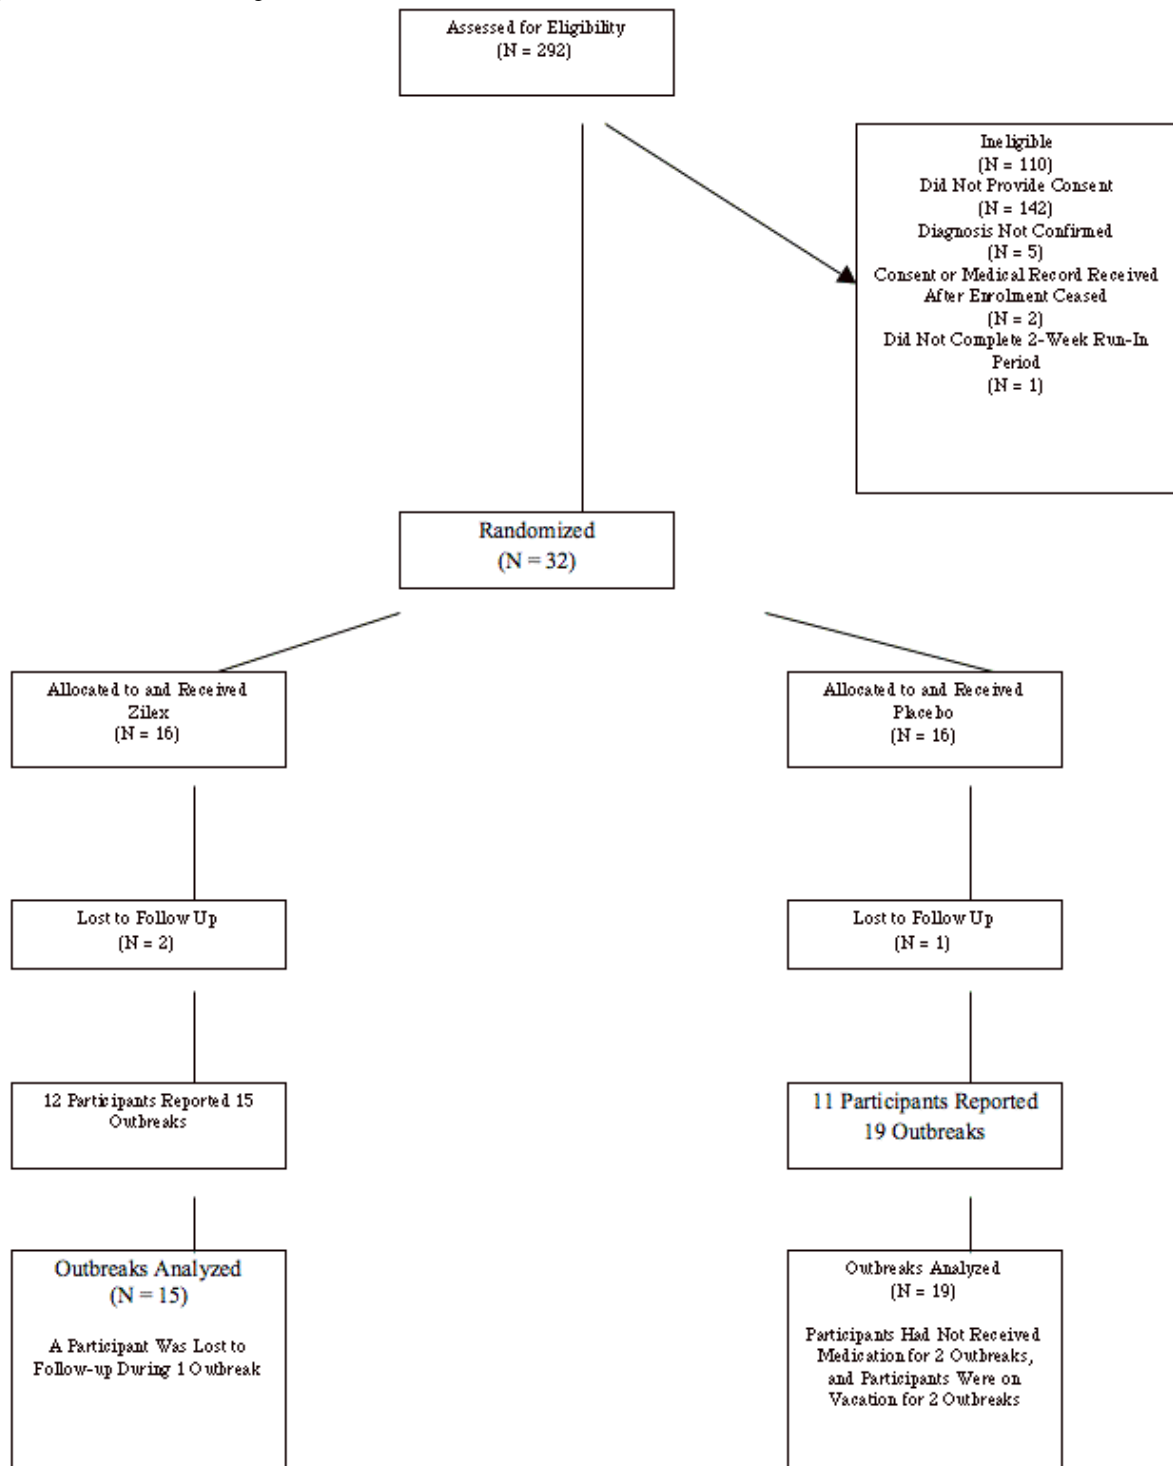 Assessed for Eligibility
(N = 292)
Ineligible
(N = 110)
Did Not Provide Consent
(N = 142)
Diagnosis Not Confirmed
(N = 5)
Consent or Medical Record Received
After Enrolment Ceased
(N = 2)
Did Not Complete 2-Week Run-In
Period
(N = 1)
Randomized
(N = 32)
Allocated to and Received
Zilex
(N = 16)
Allocated to and Received
Placebo
(N = 16)
Lost to Follow Up
(N = 2)
Lost to Follow Up
(N = 1)
12 Participants Reported 15
Outbreaks
11 Participants Reported
19 Outbreaks
Outbreaks Analyzed
(N = 15)
A Participant Was Lost to
Follow-up During 1 Outbreak
Outbreaks Analyzed
(N = 19)
Participants Had Not Received
Medication for 2 Outbreaks,
and Participants Were on
Vacation for 2 Outbreaks